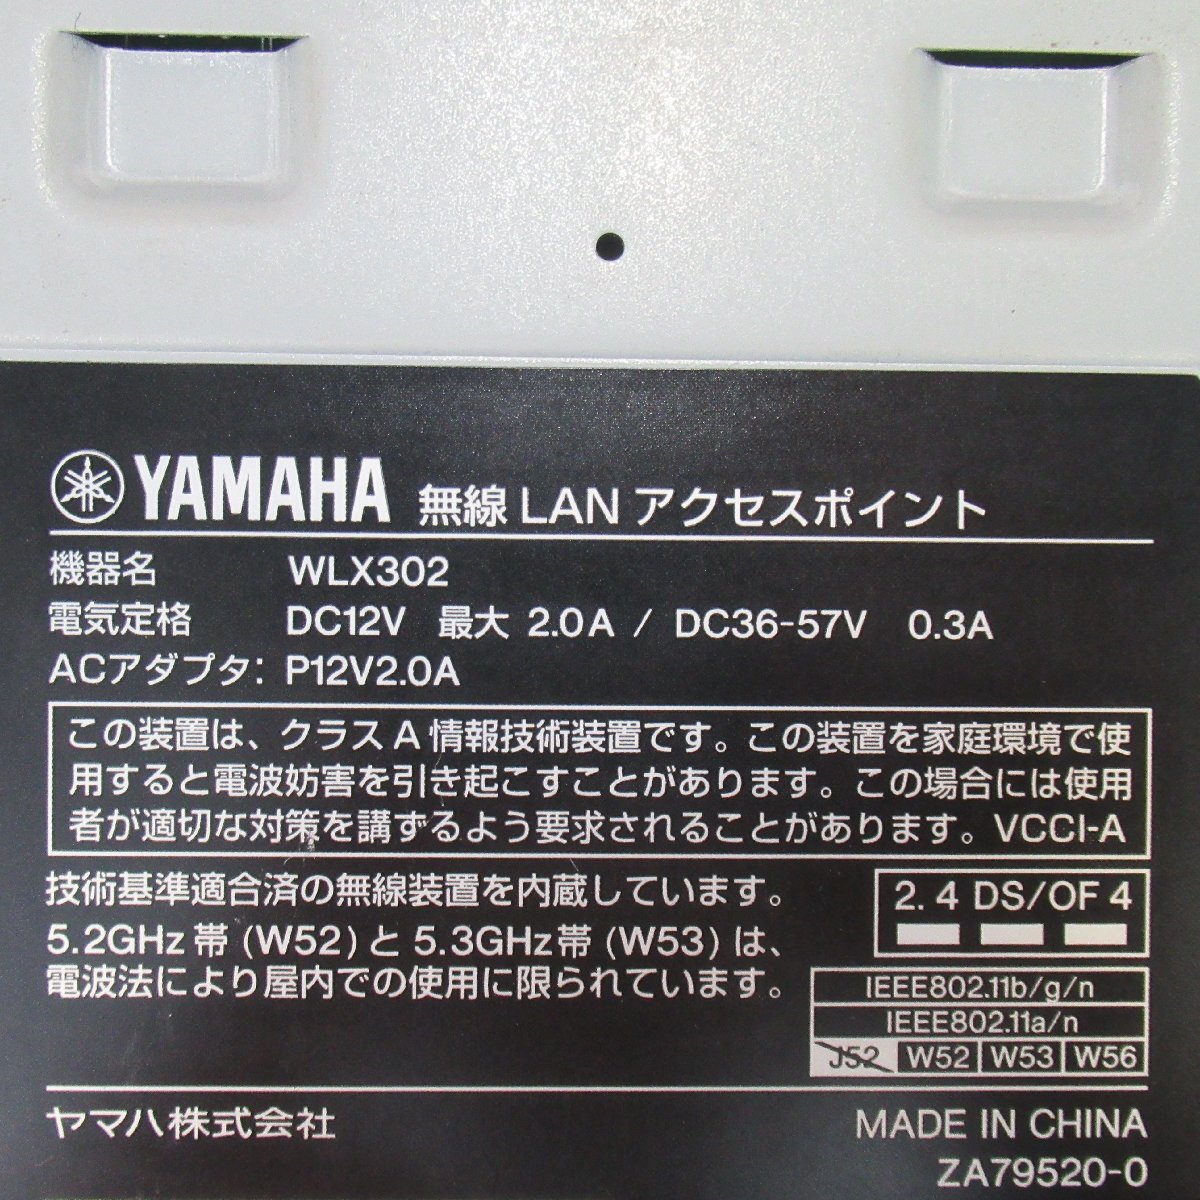 YAMAHA 無線LANアクセスポイント
機器名 WLX302
電気定格 DC12V 最大 2.0A / DC36-57V 0.3A
ACアダプタ: P12V2.0A
この装置は、クラスA情報技術装置です。この装置を家庭環境で使
用すると電波妨害を引き起こすことがあります。この場合には使用
者が適切な対策を講ずるよう要求されることがあります。VCCI-A
技術基準適合済の無線装置を内蔵しています。
5.2GHz帯(W52)と5.3GHz帯(W53)は、
電波法により屋内での使用に限られています。
2.4 DS/OF 4
IEEE802.11b/g/n
IEEE802.11a/n
J52 W52 W53 W56
ヤマハ株式会社
MADE IN CHINA
ZA79520-0